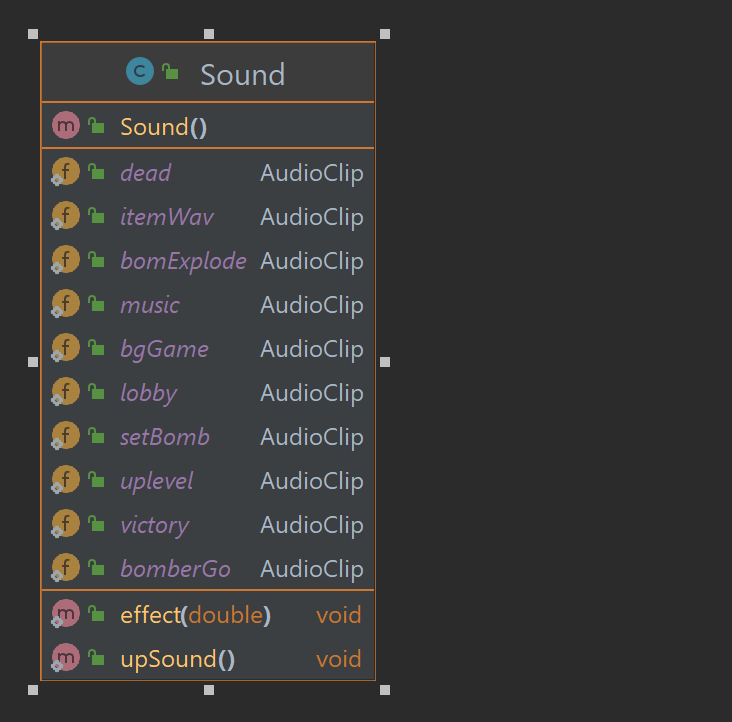 C Sound
m Sound()
f dead AudioClip
f itemWav AudioClip
f bomExplode AudioClip
f music AudioClip
f bgGame AudioClip
f lobby AudioClip
f setBomb AudioClip
f uplevel AudioClip
f victory AudioClip
f bomberGo AudioClip
m effect(double) void
m upSound() void